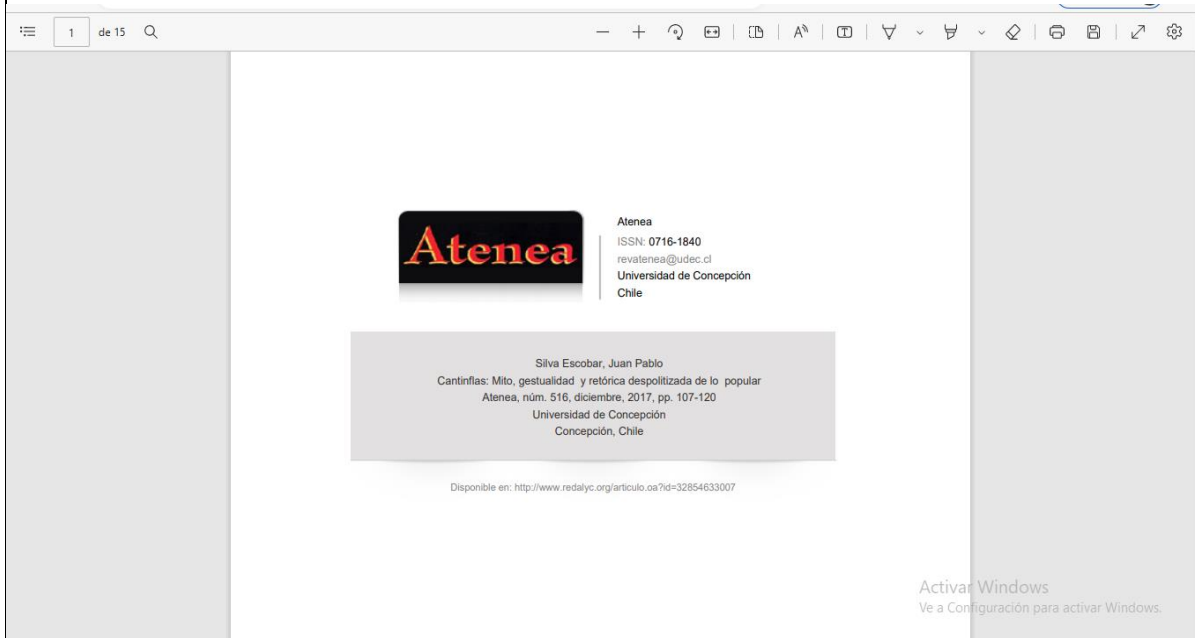 1 de 15
Atenea
Atenea
ISSN: 0716-1840
revatenea@udec.cl
Universidad de Concepción
Chile
Silva Escobar, Juan Pablo
Cantinflas: Mito, gestualidad y retórica despolitizada de lo popular
Atenea, núm. 516, diciembre, 2017, pp. 107-120
Universidad de Concepción
Concepción, Chile
Disponible en: http://www.redalyc.org/articulo.oa?id=32854633007
Activar Windows
Ve a Configuración para activar Windows.